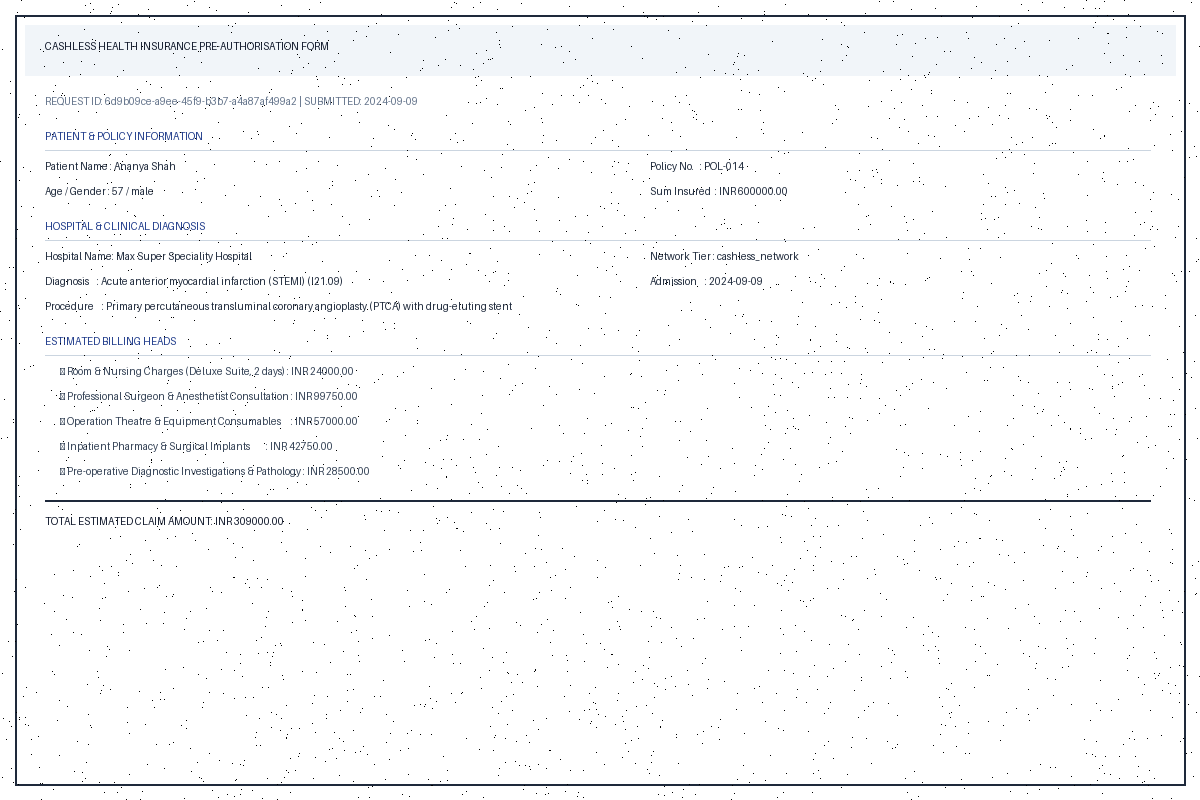 CASHLESS HEALTH INSURANCE PRE-AUTHORISATION FORM
REQUEST ID: 6d9b09ce-a9ee-45f9-b3b7-a4a87af499a2 | SUBMITTED: 2024-09-09
PATIENT & POLICY INFORMATION
Patient Name : Ananya Shah
Policy No. : POL-014
Age / Gender : 57 / male
Sum Insured : INR 600000.00
HOSPITAL & CLINICAL DIAGNOSIS
Hospital Name: Max Super Speciality Hospital
Network Tier : cashless_network
Diagnosis : Acute anterior myocardial infarction (STEMI) (I21.09)
Admission : 2024-09-09
Procedure : Primary percutaneous transluminal coronary angioplasty (PTCA) with drug-eluting stent
ESTIMATED BILLING HEADS
Room & Nursing Charges (Deluxe Suite, 2 days) : INR 24000.00
Professional Surgeon & Anesthetist Consultation : INR 99750.00
Operation Theatre & Equipment Consumables : INR 57000.00
Inpatient Pharmacy & Surgical Implants : INR 42750.00
Pre-operative Diagnostic Investigations & Pathology : INR 28500.00
TOTAL ESTIMATED CLAIM AMOUNT: INR 309000.00